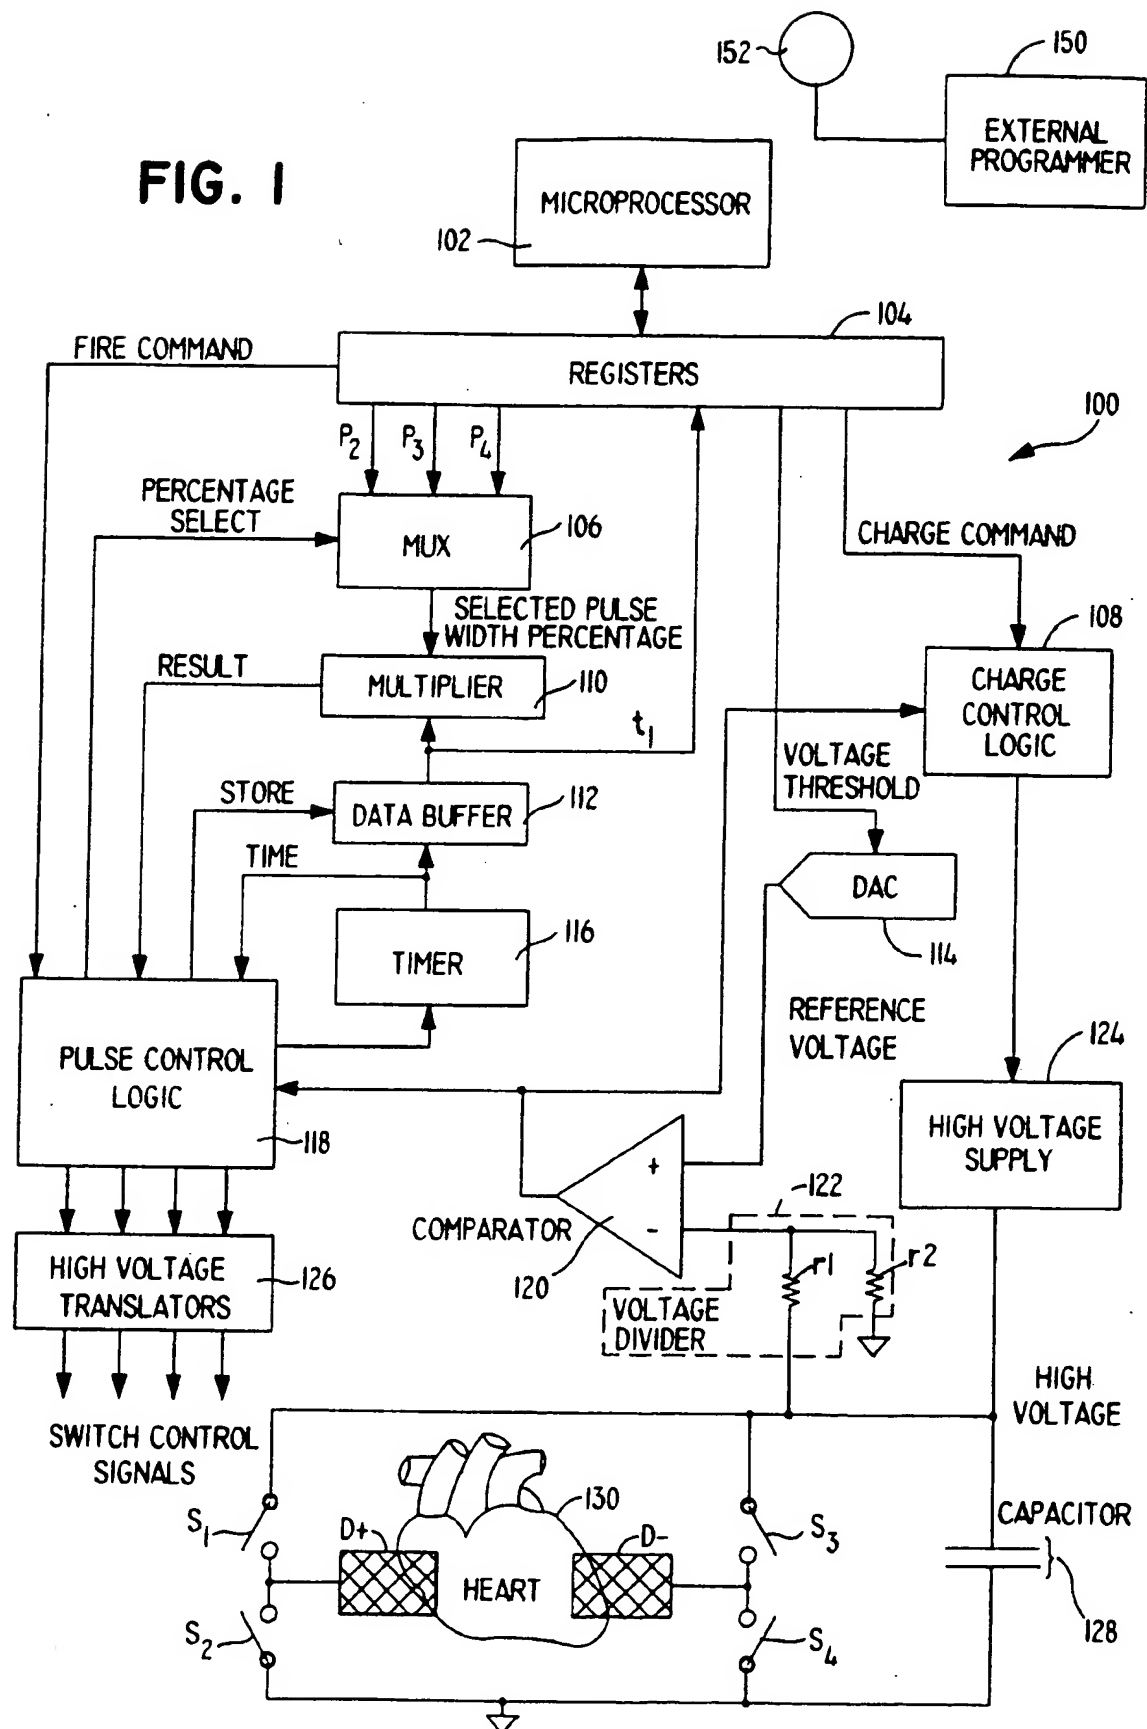 152
150
EXTERNAL
PROGRAMMER
FIG. 1
MICROPROCESSOR
102
104
FIRE COMMAND
REGISTERS
100
P2
P3
P4
PERCENTAGE
SELECT
MUX
106
CHARGE COMMAND
SELECTED PULSE
WIDTH PERCENTAGE
108
RESULT
MULTIPLIER
110
CHARGE
CONTROL
LOGIC
t1
VOLTAGE
THRESHOLD
STORE
DATA BUFFER
112
TIME
DAC
114
TIMER
116
REFERENCE
VOLTAGE
PULSE CONTROL
LOGIC
118
124
HIGH VOLTAGE
SUPPLY
+
-
COMPARATOR
120
122
r1
r2
VOLTAGE
DIVIDER
HIGH VOLTAGE
TRANSLATORS
126
HIGH
VOLTAGE
SWITCH CONTROL
SIGNALS
130
S1
D+
D-
S3
CAPACITOR
HEART
S2
S4
128